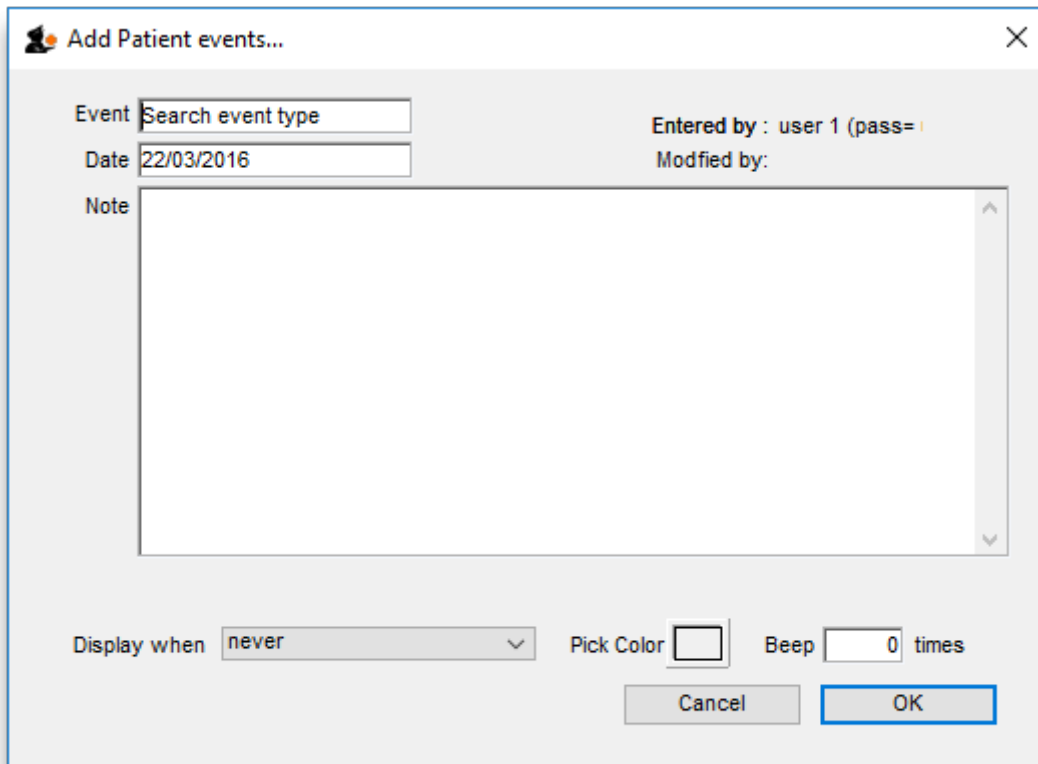 Add Patient events...
Event Search event type
Entered by : user 1 (pass=
Date 22/03/2016
Modfied by:
Note
Display when never
Pick Color
Beep 0 times
Cancel
OK